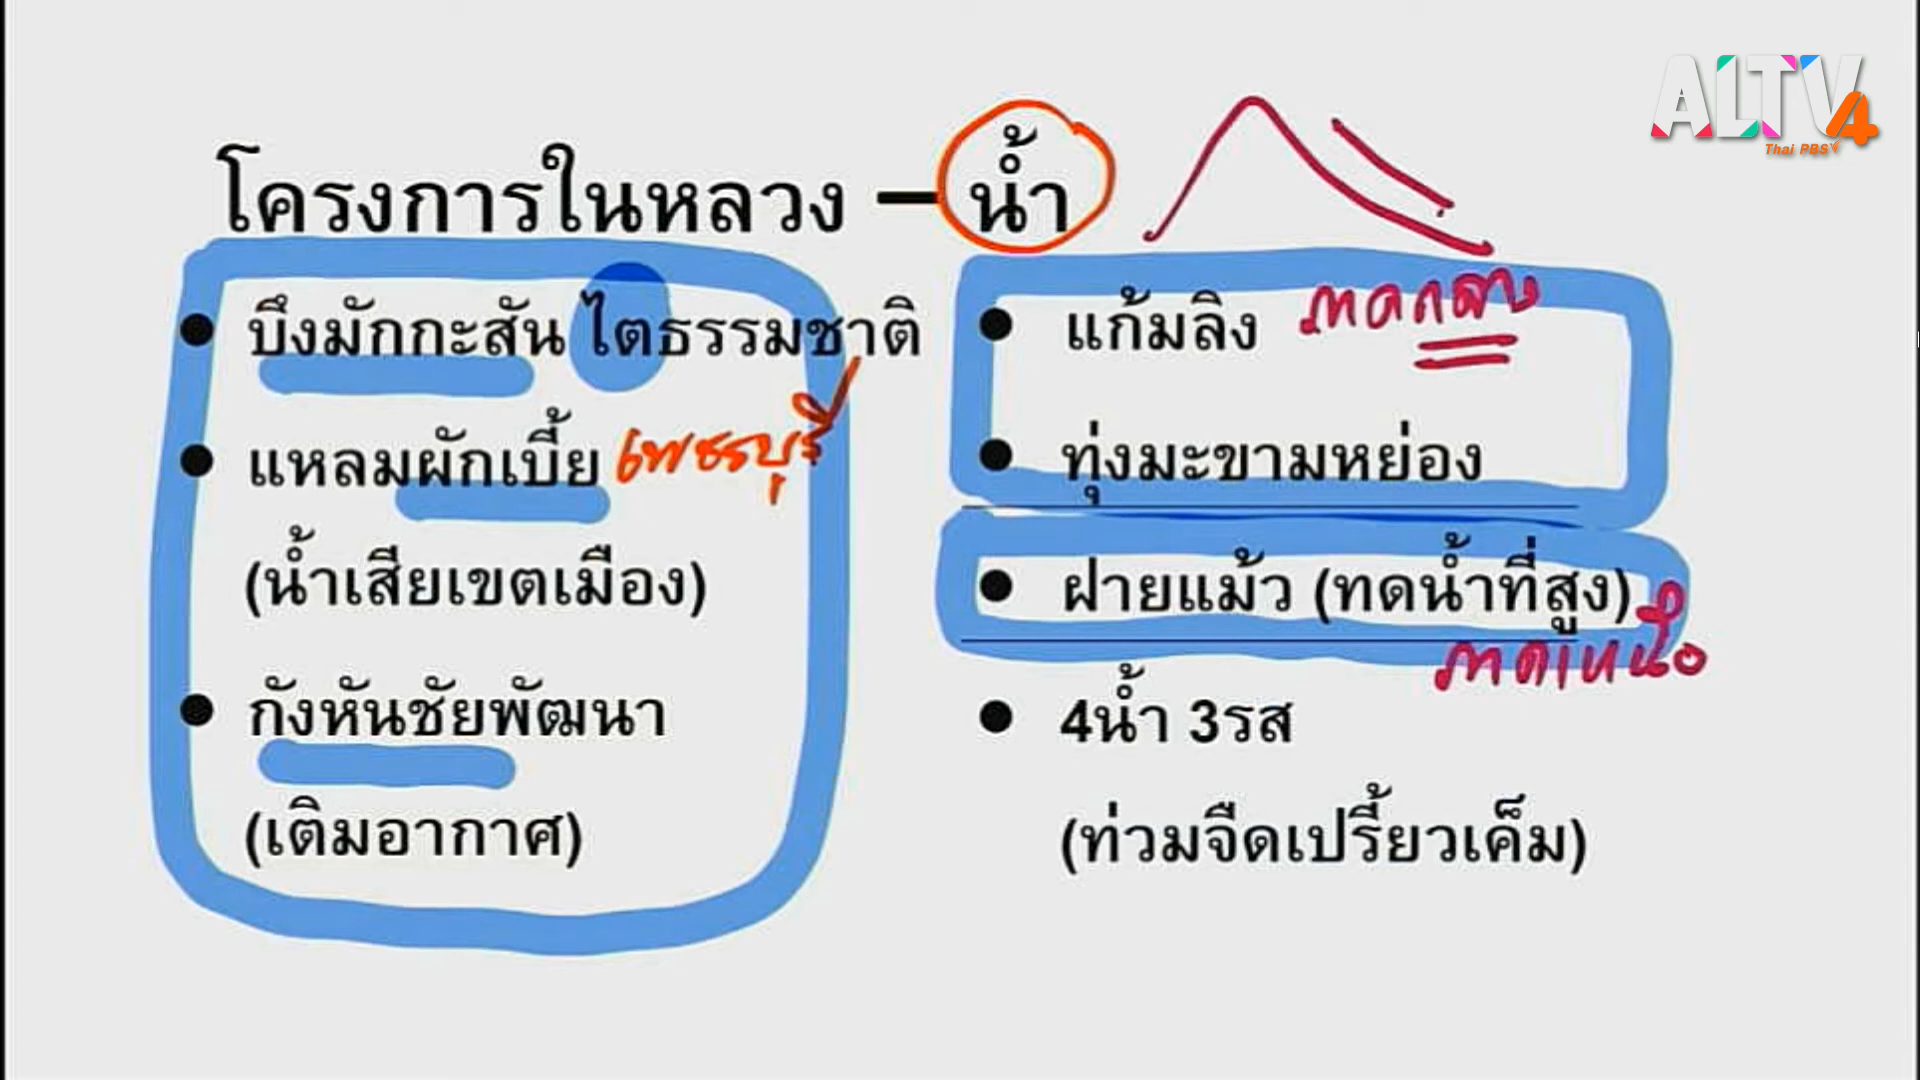 ALTV4
Thai PBS
โครงการในหลวง – น้ำ
บึงมักกะสัน ไตธรรมชาติ
แหลมผักเบี้ย เพชรบุรี
(น้ำเสียเขตเมือง)
กังหันชัยพัฒนา
(เติมอากาศ)
แก้มลิง ภาคกลาง
ทุ่งมะขามหย่อง
ฝายแม้ว (ทดน้ำที่สูง)
ภาคเหนือ
4น้ำ 3รส
(ท่วมจืดเปรี้ยวเค็ม)